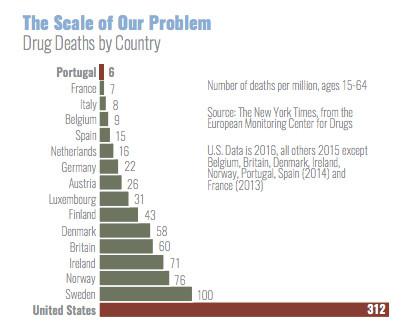 The Scale of Our Problem
Drug Deaths by Country
Portugal 6
France 7
Italy 8
Belgium 9
Spain 15
Netherlands 16
Germany 22
Austria 26
Luxembourg 31
Finland 43
Denmark 58
Britain 60
Ireland 71
Norway 76
Sweden 100
United States 312
Number of deaths per million, ages 15-64
Source: The New York Times, from the
European Monitoring Center for Drugs
U.S. Data is 2016, all others 2015 except
Belgium, Britain, Denmark, Ireland,
Norway, Portugal, Spain (2014) and
France (2013)